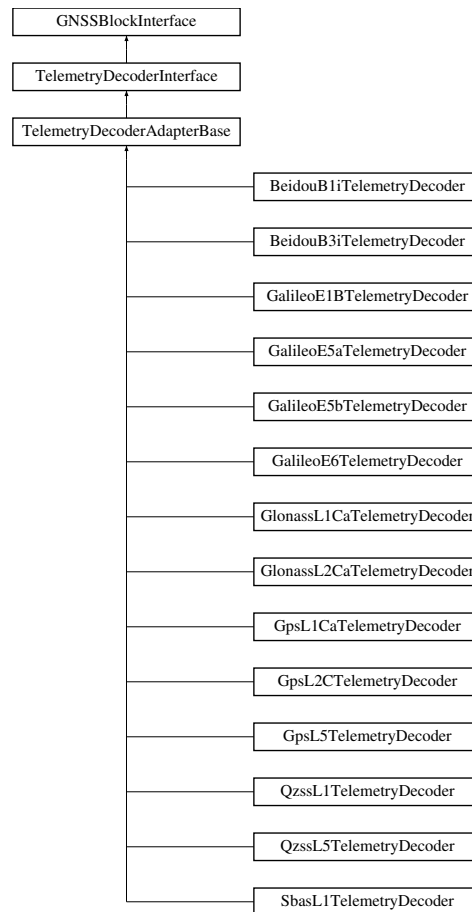 GNSSBlockInterface
TelemetryDecoderInterface
TelemetryDecoderAdapterBase
BeidouB1iTelemetryDecoder
BeidouB3iTelemetryDecoder
GalileoE1BTelemetryDecoder
GalileoE5aTelemetryDecoder
GalileoE5bTelemetryDecoder
GalileoE6TelemetryDecoder
GlonassL1CaTelemetryDecoder
GlonassL2CaTelemetryDecoder
GpsL1CaTelemetryDecoder
GpsL2CTelemetryDecoder
GpsL5TelemetryDecoder
QzssL1TelemetryDecoder
QzssL5TelemetryDecoder
SbasL1TelemetryDecoder